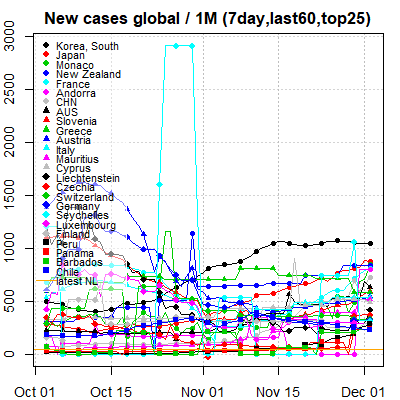 New cases global / 1M (7day,last60,top25)
3000
2500
2000
1500
1000
500
0
Korea, South
Japan
Monaco
New Zealand
France
Andorra
CHN
AUS
Slovenia
Greece
Austria
Italy
Mauritius
Cyprus
Liechtenstein
Czechia
Switzerland
Germany
Seychelles
Luxembourg
Finland
Peru
Panama
Barbados
Chile
latest NL
Oct 01
Oct 15
Nov 01
Nov 15
Dec 01